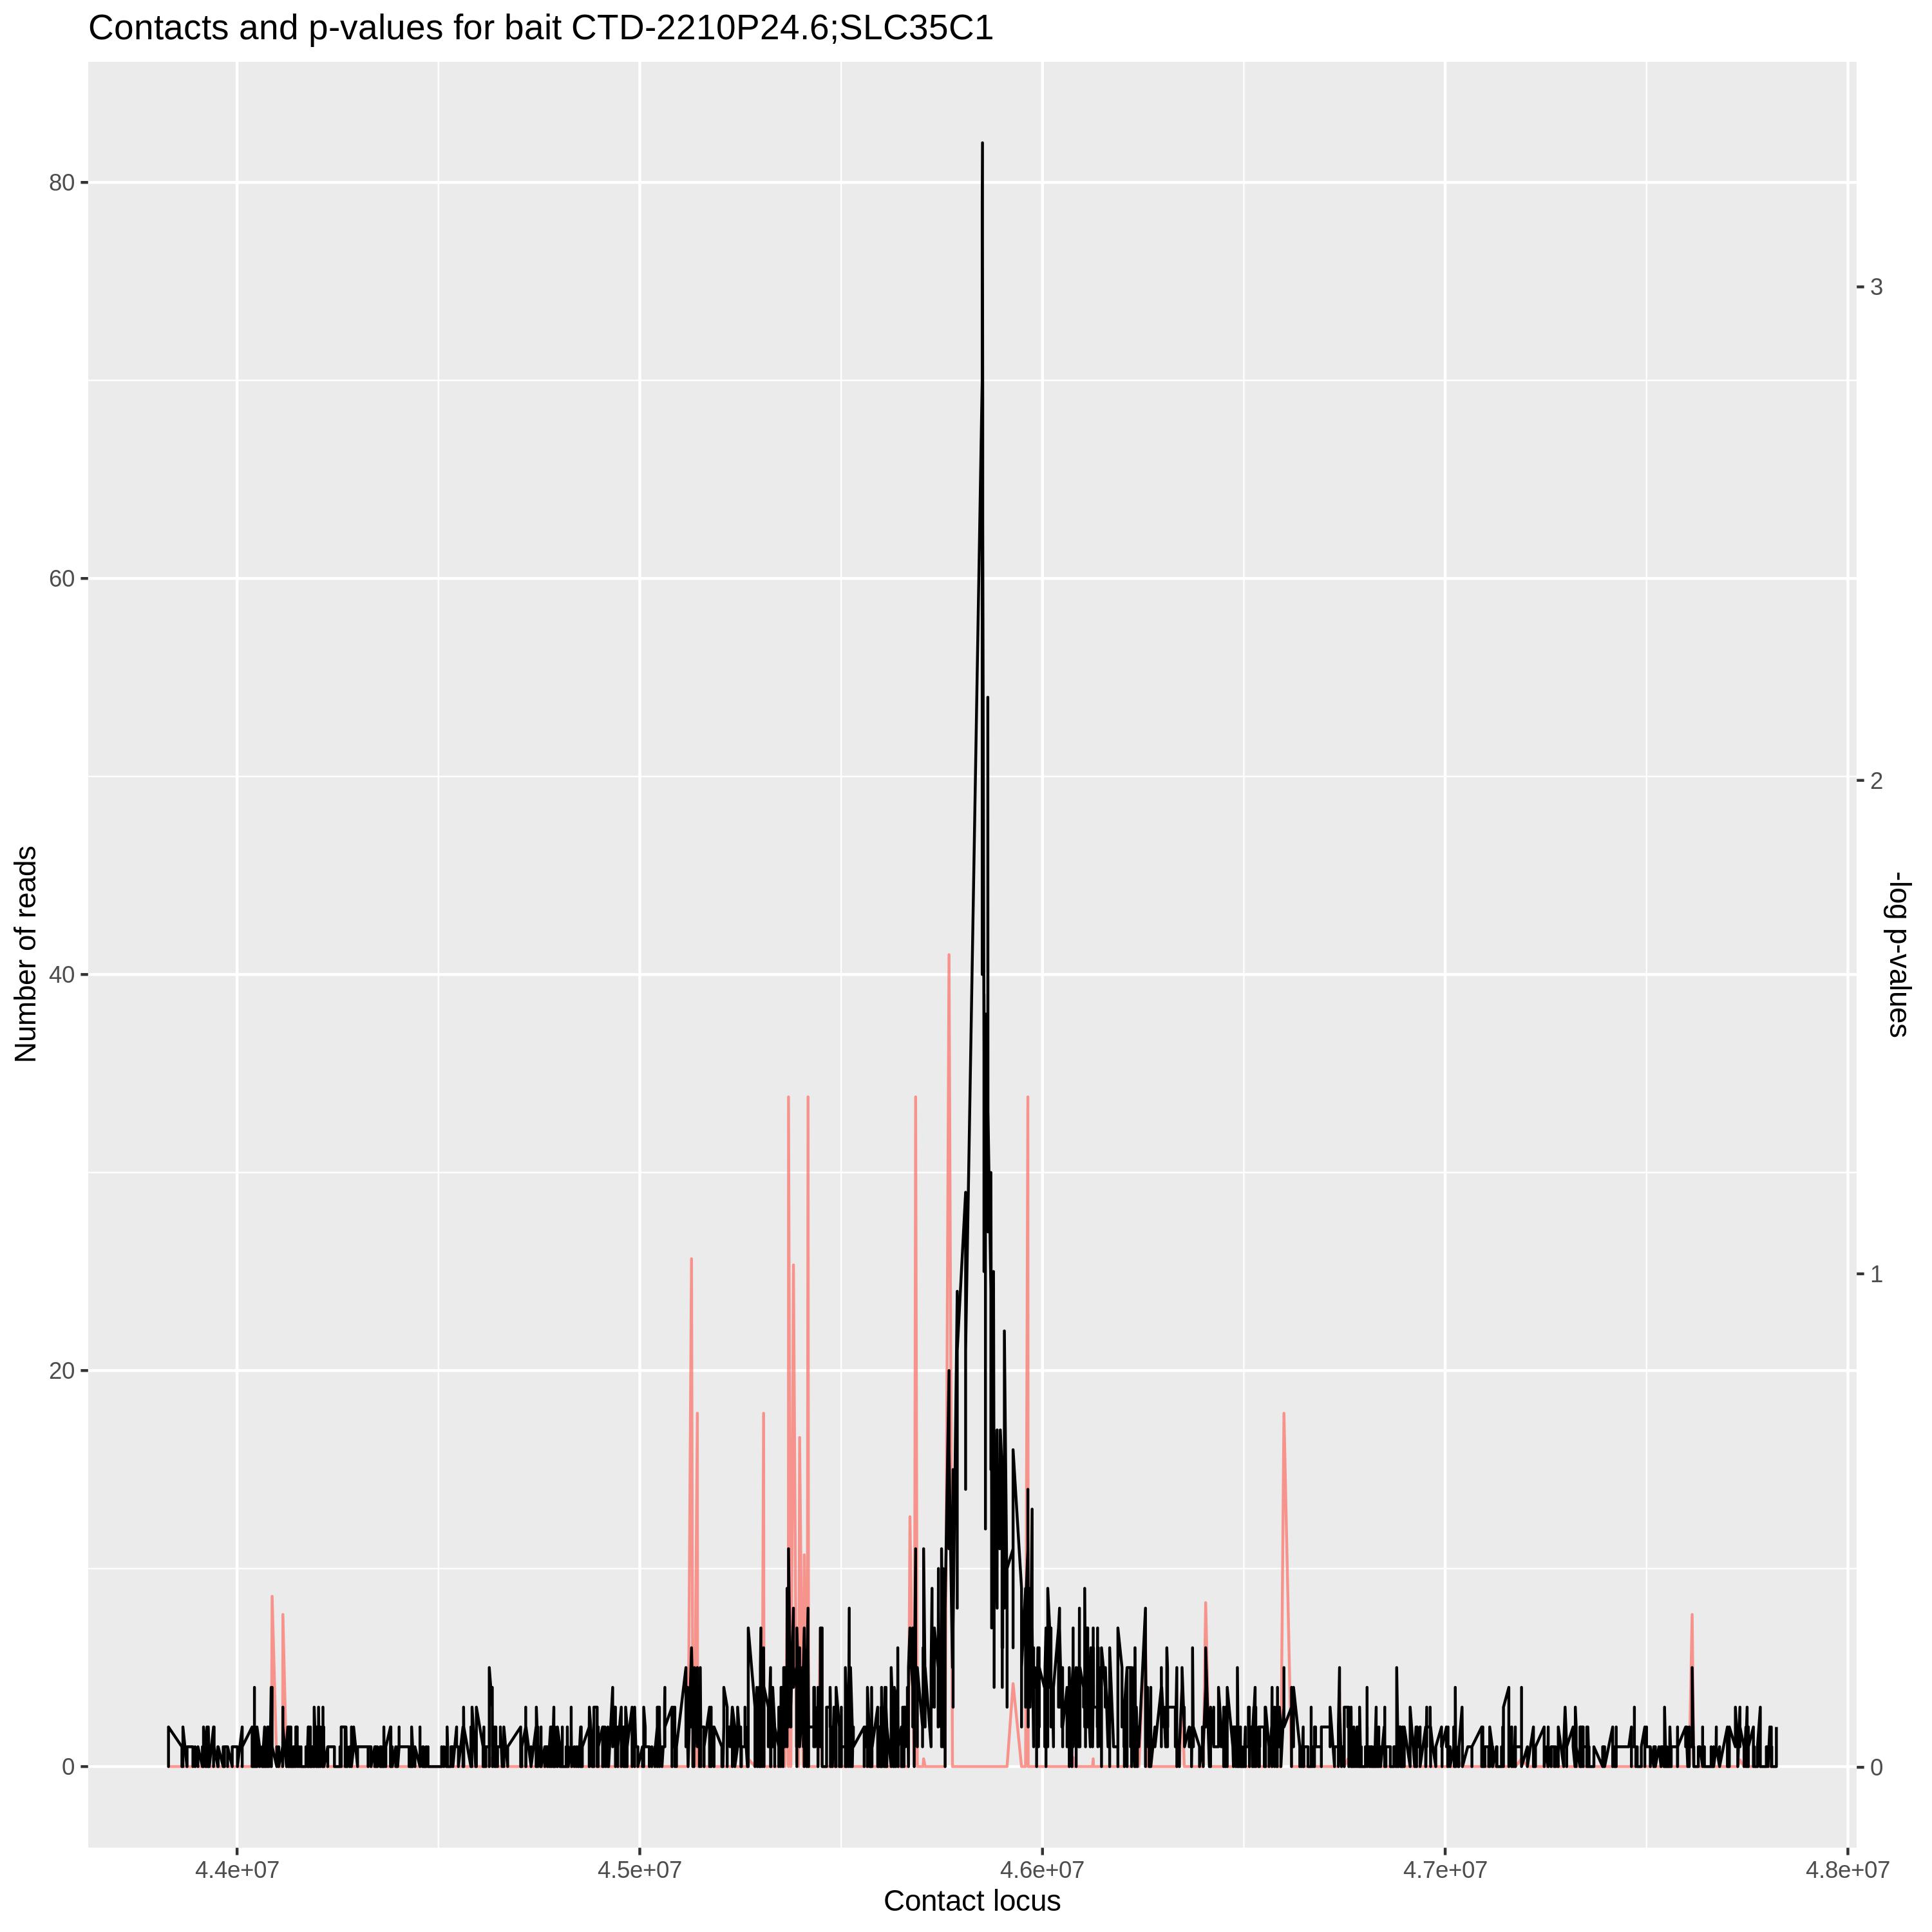 Contacts and p-values for bait CTD-2210P24.6;SLC35C1
80
60
40
20
0
Number of reads
3
2
1
0
-log p-values
4.4e+07 4.5e+07 4.6e+07 4.7e+07 4.8e+07
Contact locus